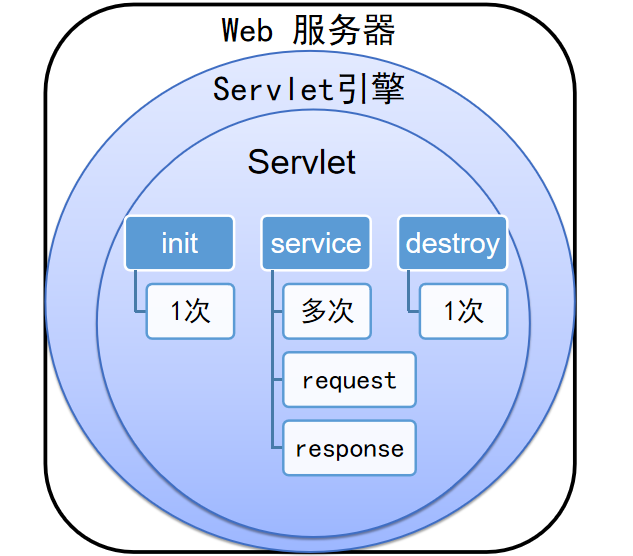 Web 服务器
Servlet引擎
Servlet
init
service
destroy
1次
多次
1次
request
response